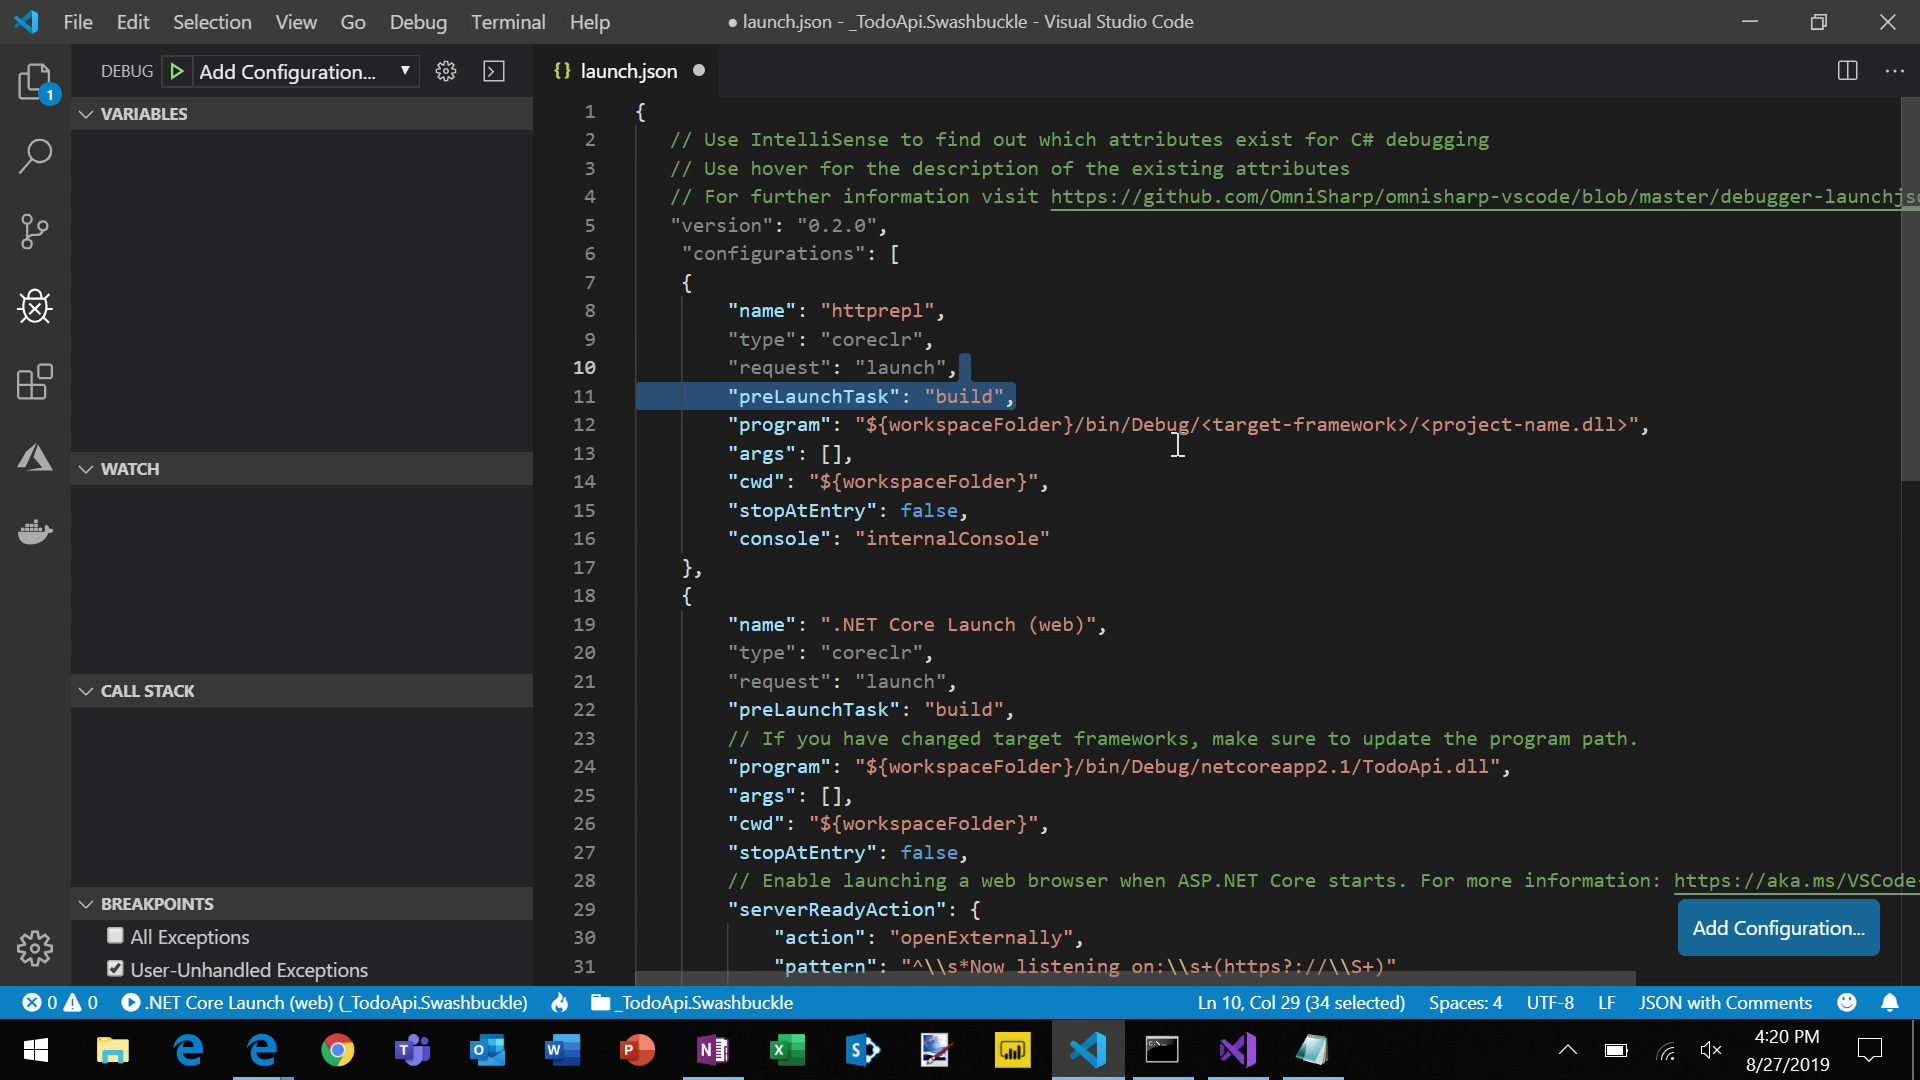 File Edit Selection View Go Debug Terminal Help
● launch.json - _TodoApi.Swashbuckle - Visual Studio Code
DEBUG Add Configuration...
{} launch.json
1
VARIABLES
WATCH
CALL STACK
BREAKPOINTS
All Exceptions
User-Unhandled Exceptions
1 {
2 // Use IntelliSense to find out which attributes exist for C# debugging
3 // Use hover for the description of the existing attributes
4 // For further information visit https://github.com/OmniSharp/omnisharp-vscode/blob/master/debugger-launchjso
5 "version": "0.2.0",
6 "configurations": [
7 {
8 "name": "httprepl",
9 "type": "coreclr",
10 "request": "launch",
11 "preLaunchTask": "build",
12 "program": "${workspaceFolder}/bin/Debug/<target-framework>/<project-name.dll>",
13 "args": [],
14 "cwd": "${workspaceFolder}",
15 "stopAtEntry": false,
16 "console": "internalConsole"
17 },
18 {
19 "name": ".NET Core Launch (web)",
20 "type": "coreclr",
21 "request": "launch",
22 "preLaunchTask": "build",
23 // If you have changed target frameworks, make sure to update the program path.
24 "program": "${workspaceFolder}/bin/Debug/netcoreapp2.1/TodoApi.dll",
25 "args": [],
26 "cwd": "${workspaceFolder}",
27 "stopAtEntry": false,
28 // Enable launching a web browser when ASP.NET Core starts. For more information: https://aka.ms/VSCode-
29 "serverReadyAction": {
30 "action": "openExternally",
31 "pattern": "^\\s*Now listening on:\\s+(https?://\\S+)"
Add Configuration...
0 0 .NET Core Launch (web) (_TodoApi.Swashbuckle) _TodoApi.Swashbuckle Ln 10, Col 29 (34 selected) Spaces: 4 UTF-8 LF JSON with Comments
4:20 PM
8/27/2019